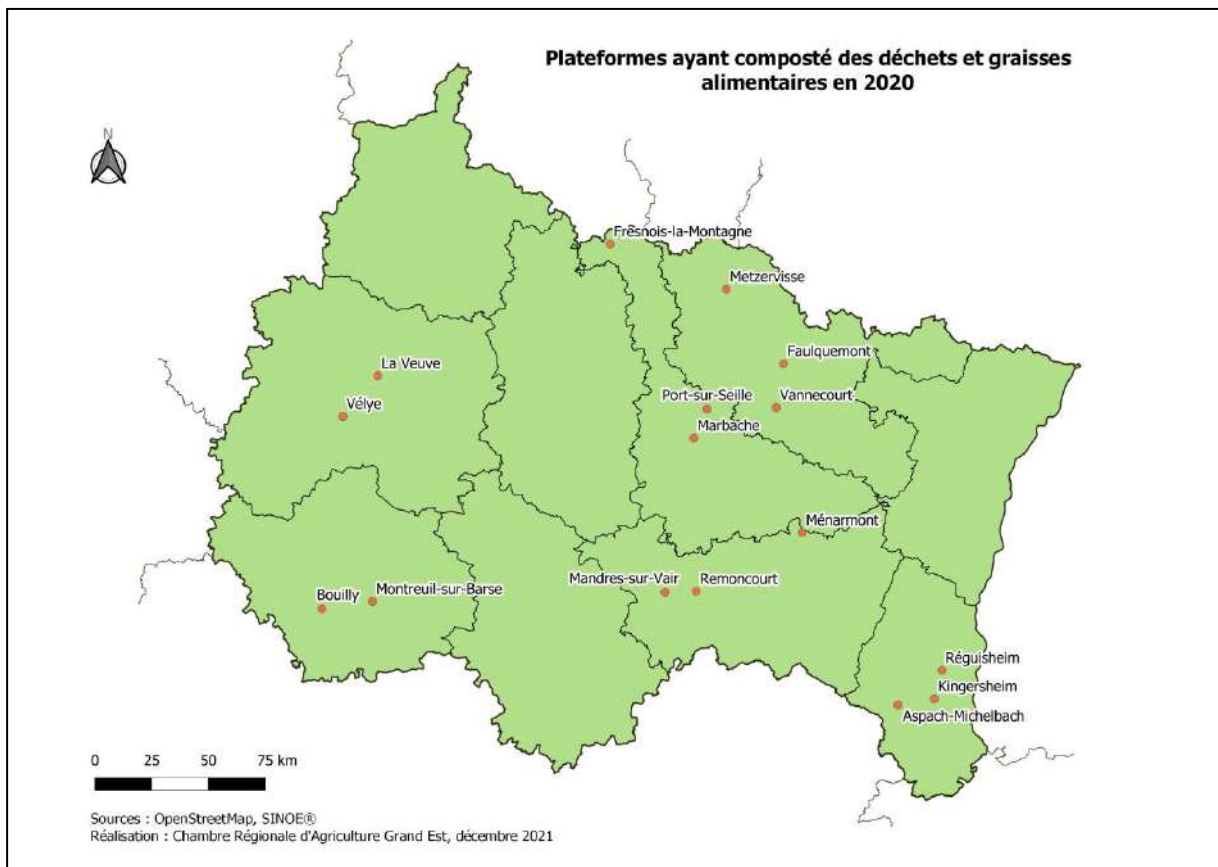 Plateformes ayant composté des déchets et graisses
alimentaires en 2020
N
Fresnois-la-Montagne
Metzervisse
Faulquemont
La Veuve
Port-sur-Seille
Vannecourt
Vélye
Marbache
Ménarmont
Mandres-sur-Vair
Remoncourt
Bouilly
Montreuil-sur-Barse
Réguisheim
Kingersheim
Aspach-Michelbach
0 25 50 75 km
Sources : OpenStreetMap, SINOE®
Réalisation : Chambre Régionale d'Agriculture Grand Est, décembre 2021